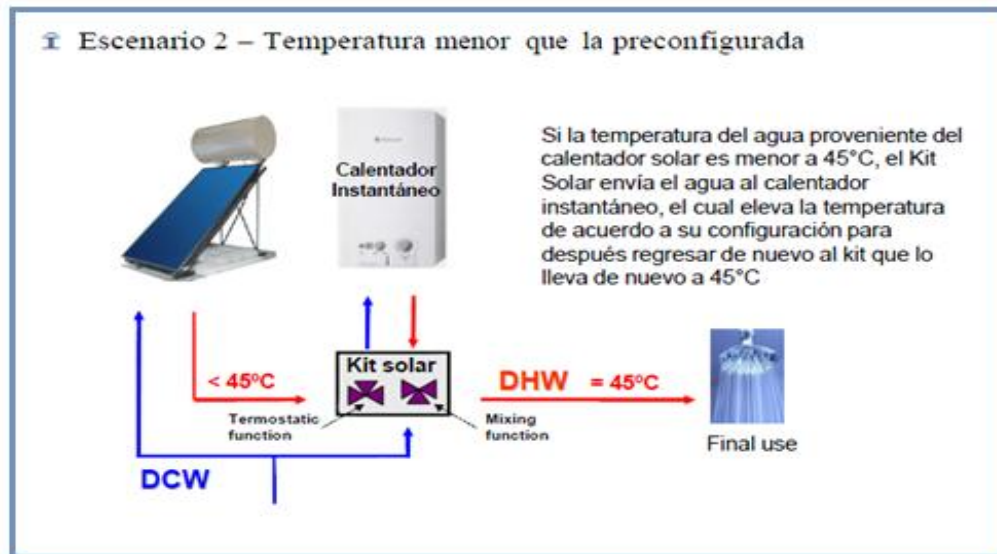 Escenario 2 – Temperatura menor que la preconfigurada
Calentador
Instantáneo
Si la temperatura del agua proveniente del
calentador solar es menor a 45°C, el Kit
Solar envía el agua al calentador
instantáneo, el cual eleva la temperatura
de acuerdo a su configuración para
después regresar de nuevo al kit que lo
lleva de nuevo a 45°C
Kit solar
< 45ºC
DHW = 45ºC
Termostatic
function
Mixing
function
Final use
DCW